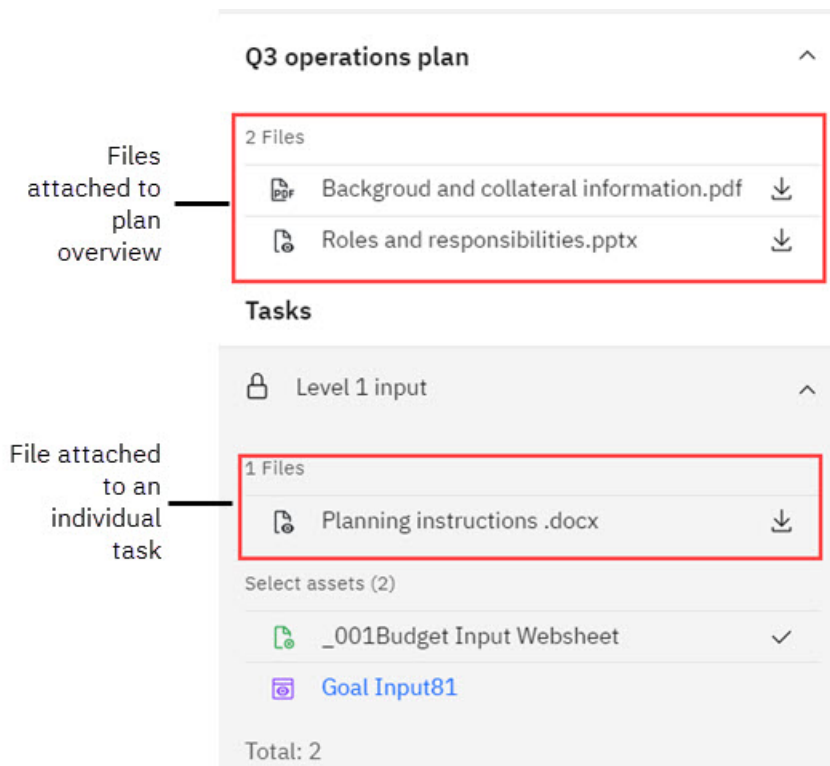 Q3 operations plan
2 Files
Files
attached to
plan
overview
PDF
Backgroud and collateral information.pdf
Roles and responsibilities.pptx
Tasks
Level 1 input
File attached
to an
individual
task
1 Files
Planning instructions .docx
Select assets (2)
_001Budget Input Websheet
Goal Input81
Total: 2